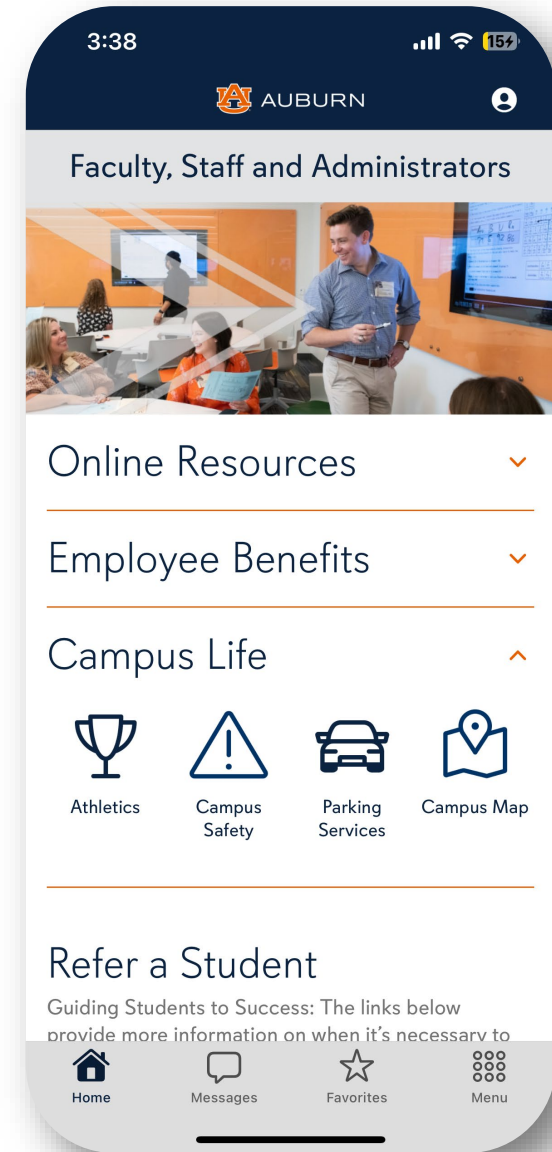 3:38
15
AUBURN
Faculty, Staff and Administrators
Online Resources
Employee Benefits
Campus Life
Athletics
Campus
Safety
Parking
Services
Campus Map
Refer a Student
Guiding Students to Success: The links below
provide more information on when it’s necessary to
Home
Messages
Favorites
Menu